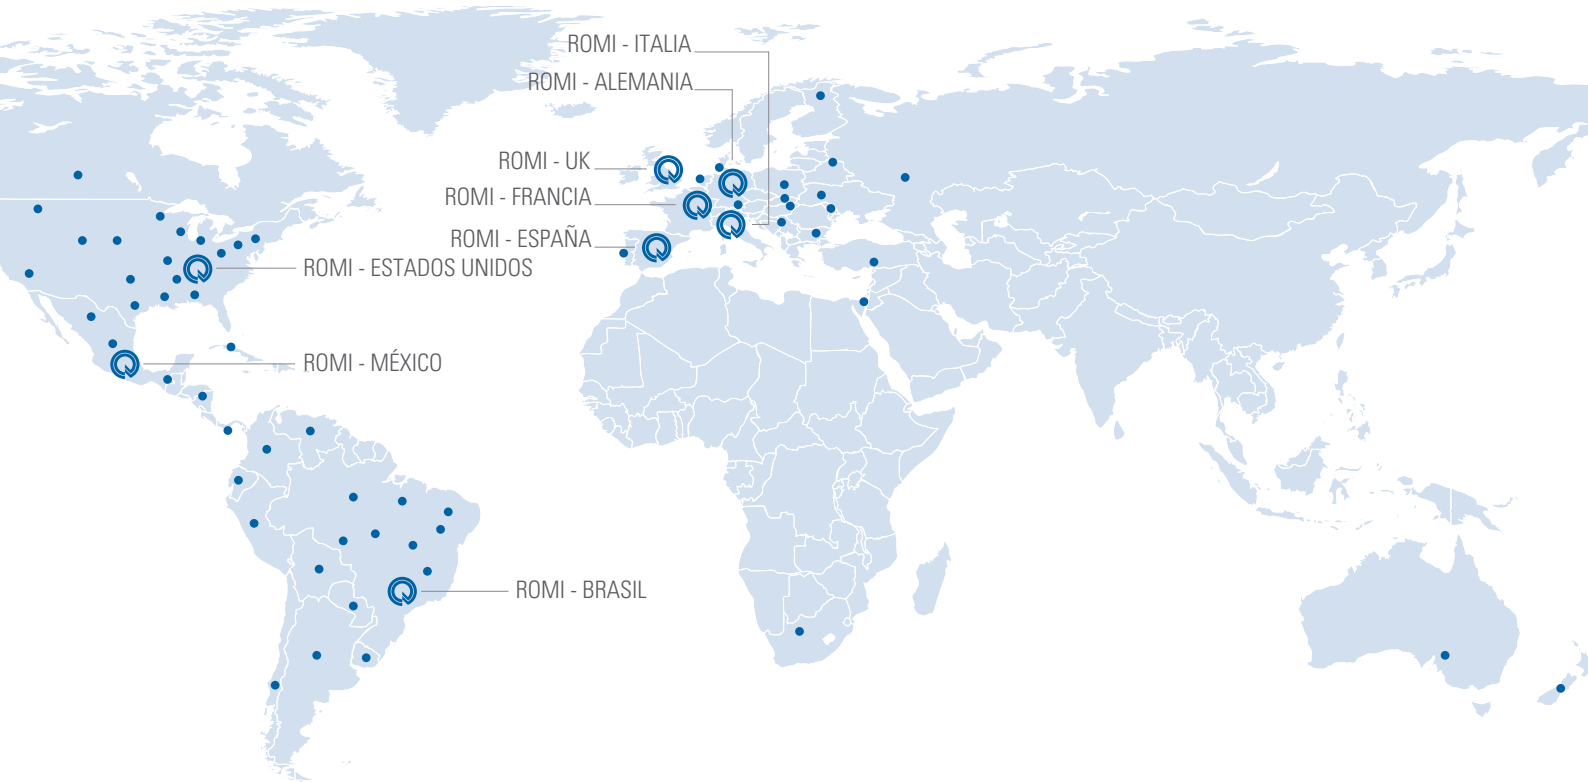 ROMI - ITALIA
ROMI - ALEMANIA
ROMI - UK
ROMI - FRANCIA
ROMI - ESPAÑA
ROMI - ESTADOS UNIDOS
ROMI - MÉXICO
ROMI - BRASIL